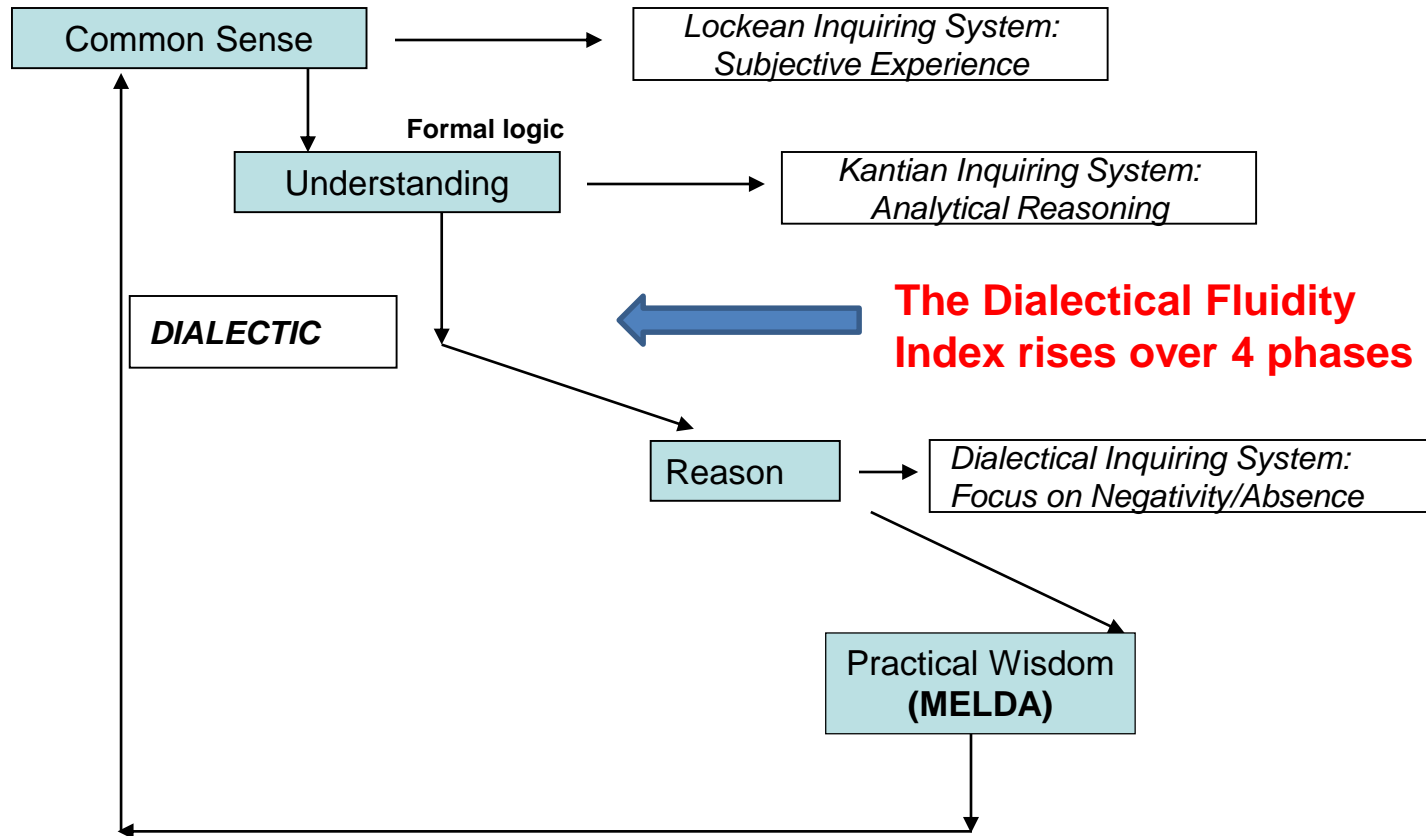 Common Sense
Lockean Inquiring System:
Subjective Experience
Formal logic
Understanding
Kantian Inquiring System:
Analytical Reasoning
DIALECTIC
The Dialectical Fluidity
Index rises over 4 phases
Reason
Dialectical Inquiring System:
Focus on Negativity/Absence
Practical Wisdom
(MELDA)